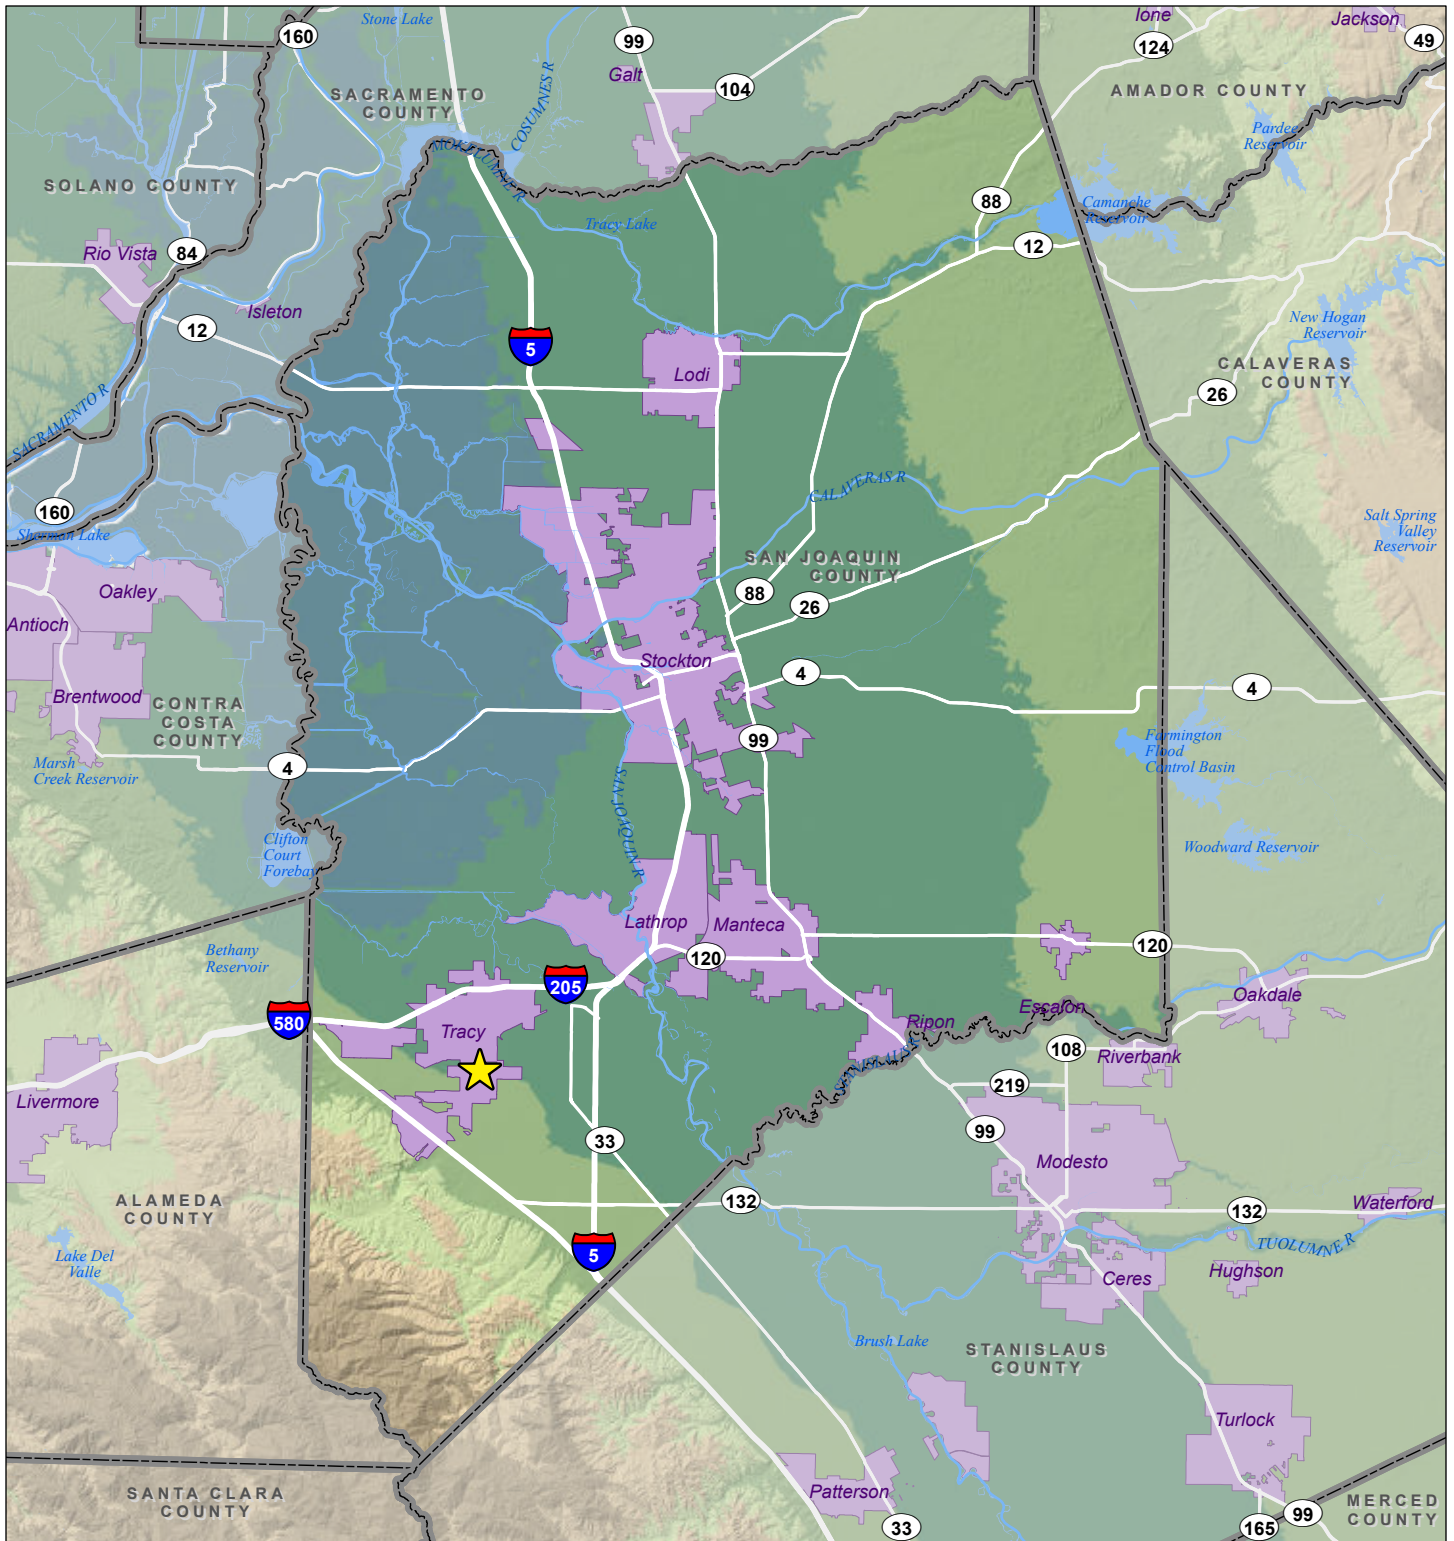 Stone Lake
160
99
Galt
104
Ione
124
Jackson
49
SACRAMENTO
COUNTY
COSUMNES R
MOKELUMNE R
AMADOR COUNTY
Pardee
Reservoir
SOLANO COUNTY
88
Camanche
Reservoir
Tracy Lake
12
Rio Vista
84
Isleton
12
5
New Hogan
Reservoir
CALAVERAS
COUNTY
Lodi
26
SACRAMENTO R
CALAVERAS R
160
Sherman Lake
Salt Spring
Valley
Reservoir
SAN JOAQUIN
COUNTY
Oakley
88
26
Antioch
Stockton
4
4
Brentwood
CONTRA
COSTA
COUNTY
99
Farmington
Flood
Control Basin
Marsh
Creek Reservoir
4
SAN JOAQUIN R
Clifton
Court
Forebay
Woodward Reservoir
Lathrop
Manteca
120
120
Bethany
Reservoir
205
Oakdale
580
Tracy
Ripon
Escalon
STANISLAUS R
108
Riverbank
219
Livermore
99
33
Modesto
ALAMEDA
COUNTY
132
132
Waterford
5
TUOLUMNE R
Lake Del
Valle
Hughson
Ceres
Brush Lake
STANISLAUS
COUNTY
Turlock
SANTA CLARA
COUNTY
Patterson
33
165
99
MERCED
COUNTY